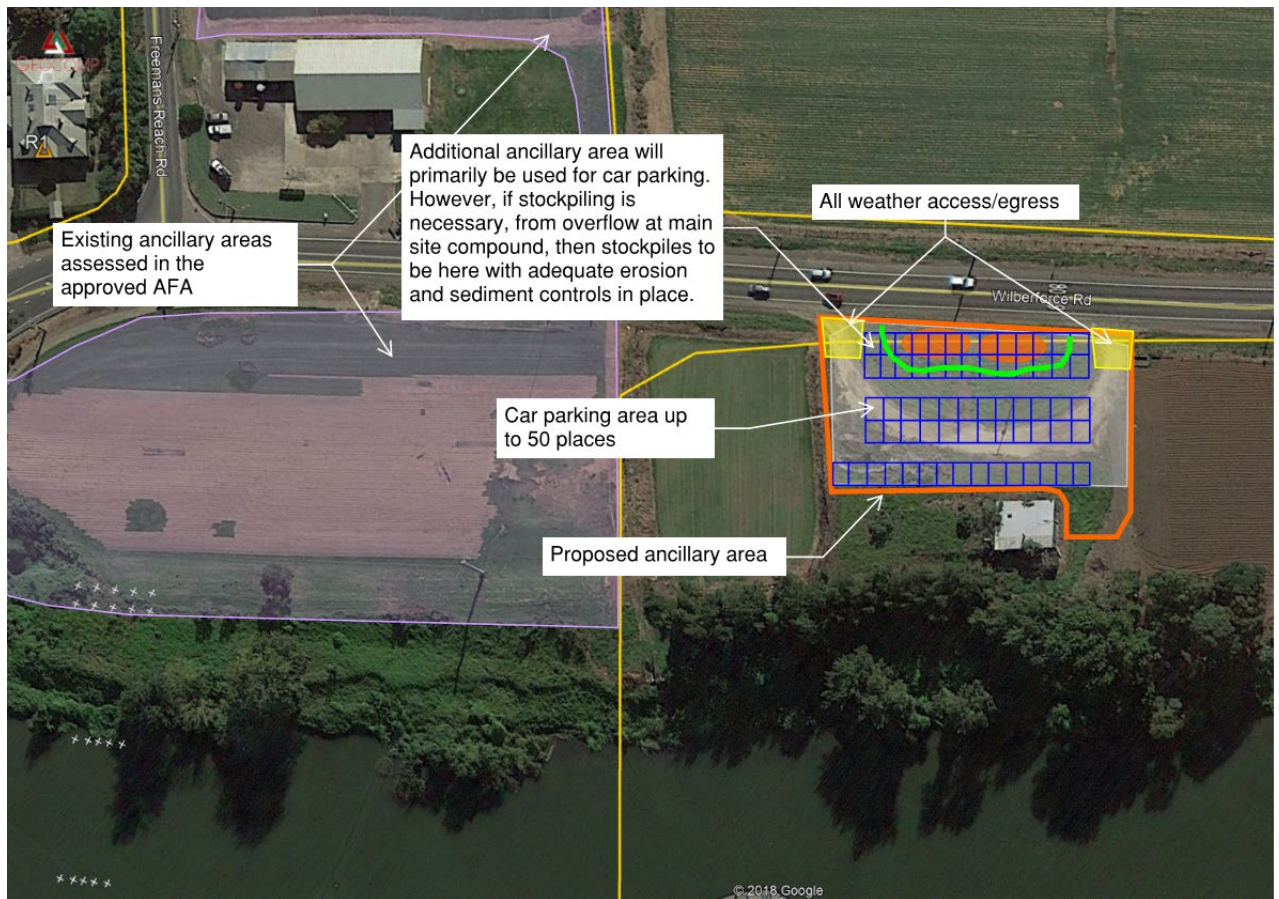 GEOCOMP
Freemans Reach Rd
R1
Additional ancillary area will
primarily be used for car parking.
However, if stockpiling is
necessary, from overflow at main
site compound, then stockpiles to
be here with adequate erosion
and sediment controls in place.
All weather access/egress
Existing ancillary areas
assessed in the
approved AFA
Wilberforce Rd
Car parking area up
to 50 places
Proposed ancillary area
© 2018 Google